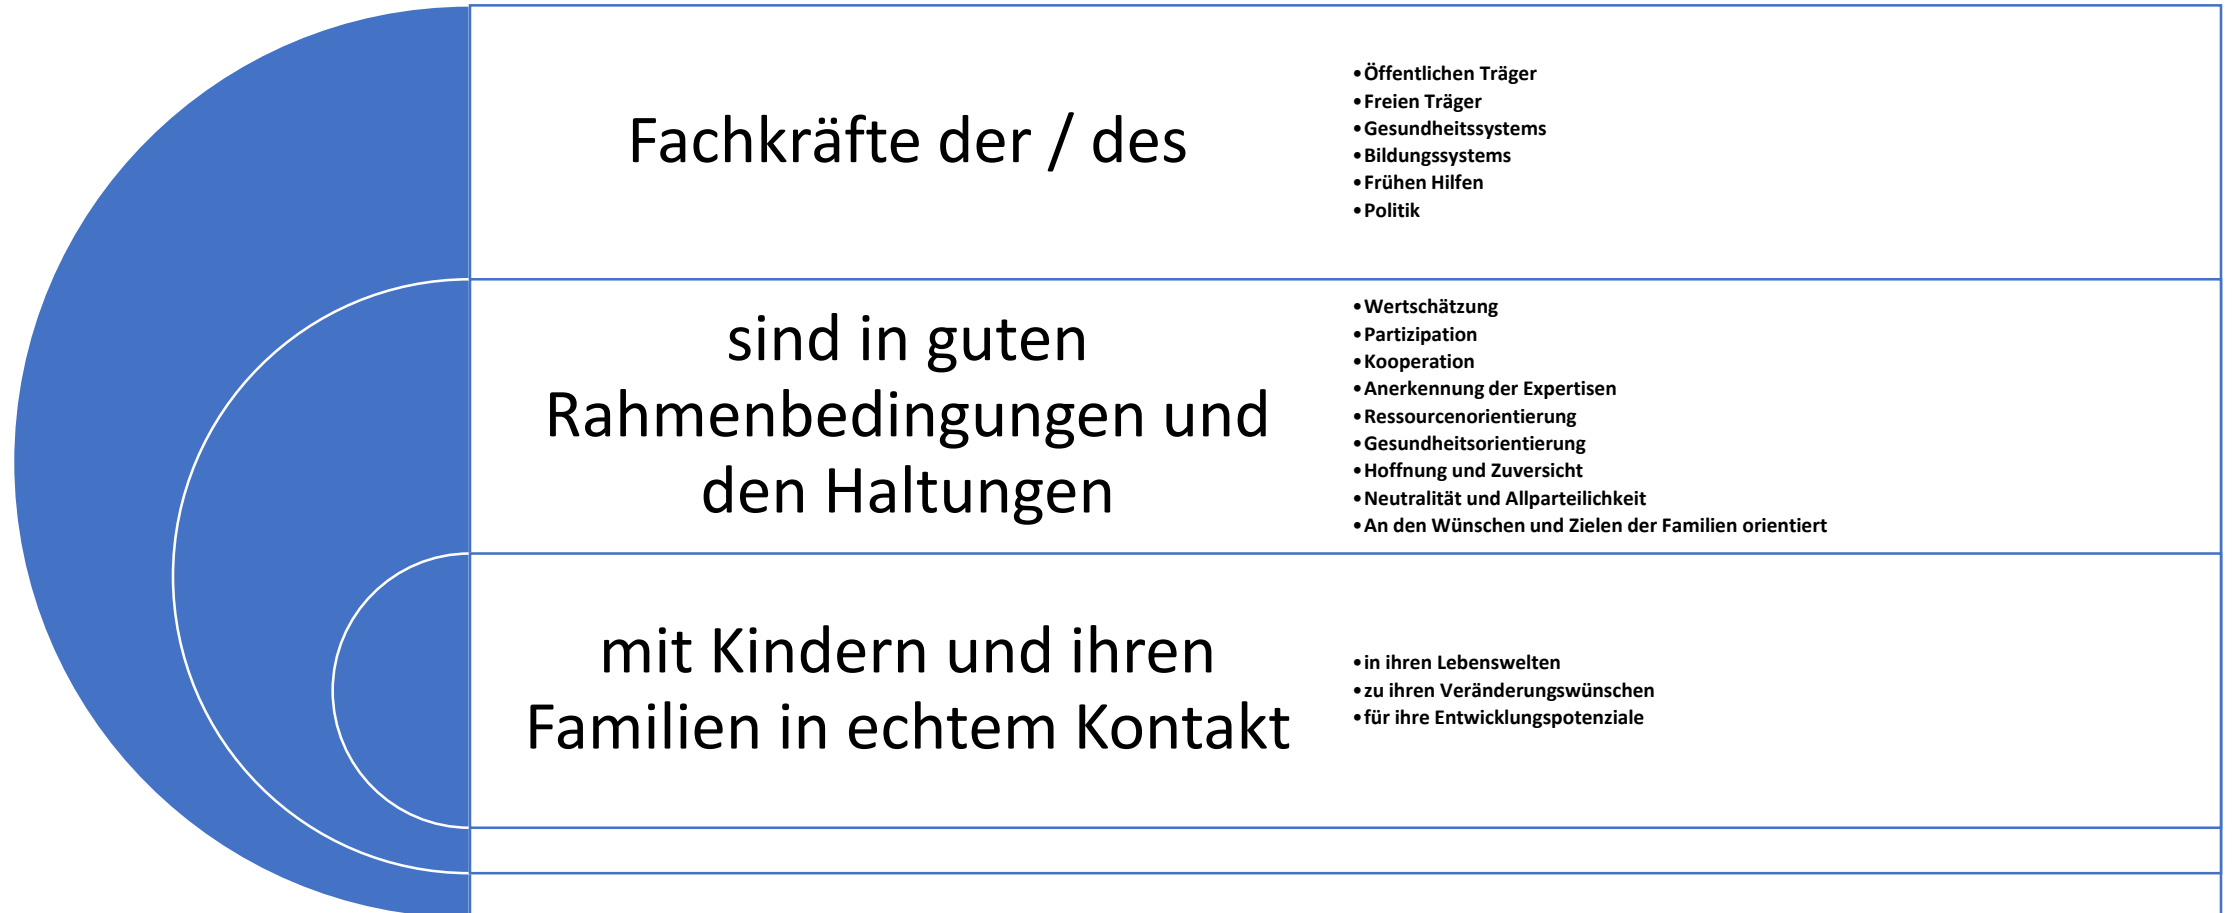 Fachkräfte der / des
•Öffentlichen Träger
•Freien Träger
•Gesundheitssystems
•Bildungssystems
•Frühen Hilfen
•Politik
sind in guten
Rahmenbedingungen und
den Haltungen
•Wertschätzung
•Partizipation
•Kooperation
•Anerkennung der Expertisen
•Ressourcenorientierung
•Gesundheitsorientierung
•Hoffnung und Zuversicht
•Neutralität und Allparteilichkeit
•An den Wünschen und Zielen der Familien orientiert
mit Kindern und ihren
Familien in echtem Kontakt
•in ihren Lebenswelten
•zu ihren Veränderungswünschen
•für ihre Entwicklungspotenziale